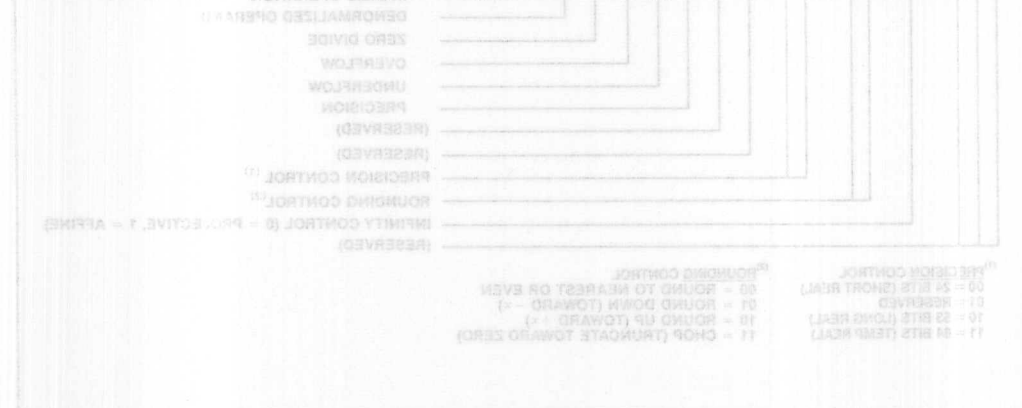 DENORMALIZED OPERAND
ZERO DIVIDE
OVERFLOW
UNDERFLOW
PRECISION
(RESERVED)
(RESERVED)
PRECISION CONTROL (1)
ROUNDING CONTROL (2)
INFINITY CONTROL (0 = PROJECTIVE, 1 = AFFINE)
(RESERVED)
(1) PRECISION CONTROL
00 = 24 BITS (SHORT REAL)
01 = RESERVED
10 = 53 BITS (LONG REAL)
11 = 64 BITS (TEMP REAL)
(2) ROUNDING CONTROL
00 = ROUND TO NEAREST OR EVEN
01 = ROUND DOWN (TOWARD -∞)
10 = ROUND UP (TOWARD +∞)
11 = CHOP (TRUNCATE TOWARD ZERO)